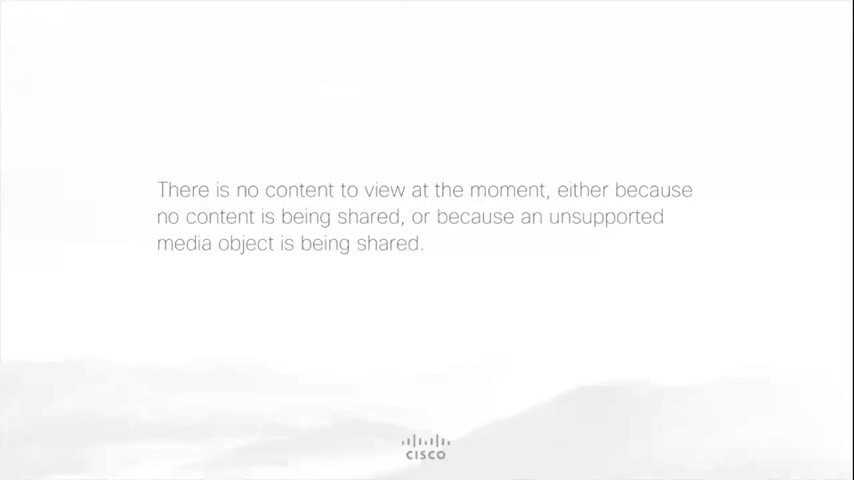 There is no content to view at the moment, either because
no content is being shared, or because an unsupported
media object is being shared.
CISCO